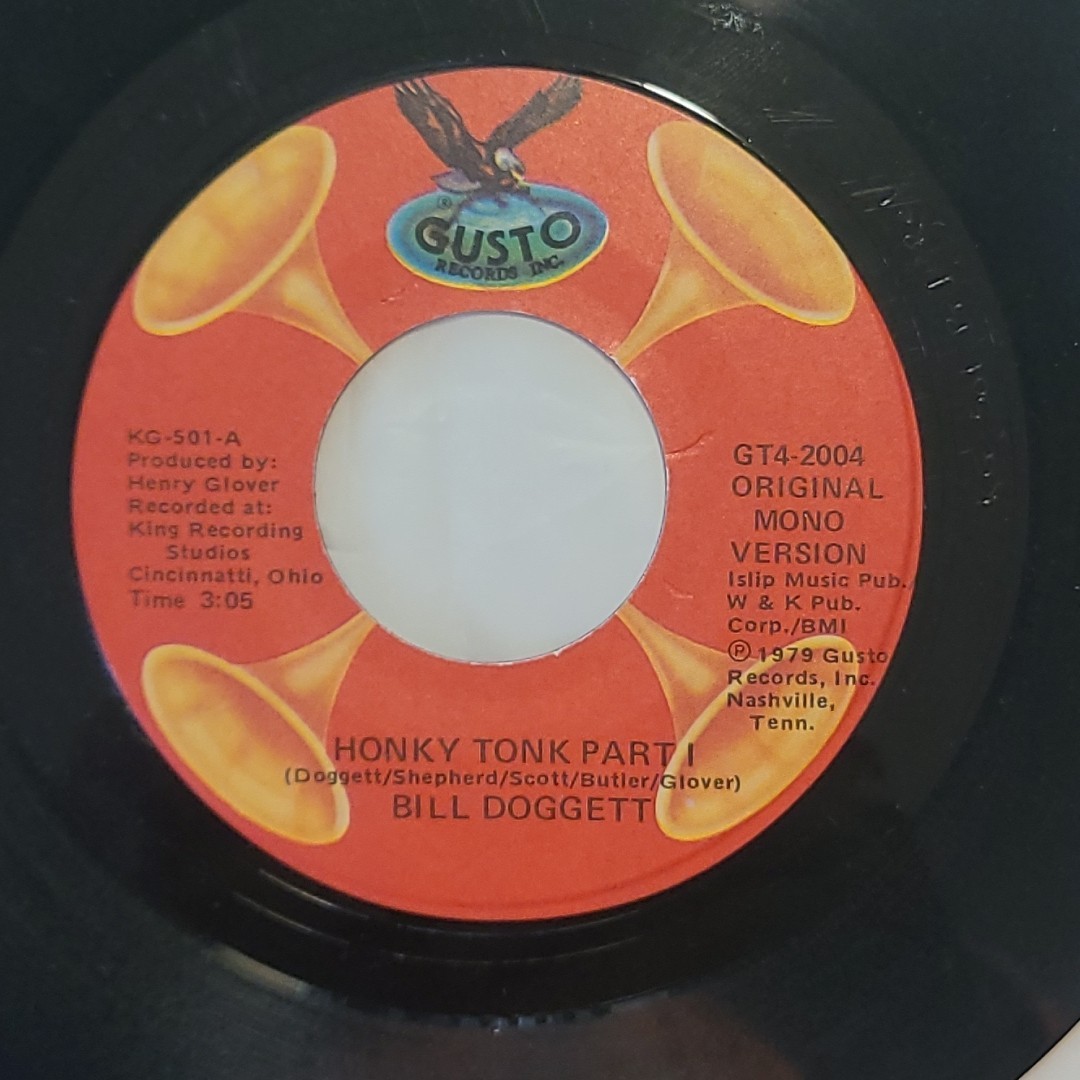 ®
GUSTO
RECORDS INC.
KG-501-A
Produced by:
Henry Glover
Recorded at:
King Recording
Studios
Cincinnatti, Ohio
Time 3:05
GT4-2004
ORIGINAL
MONO
VERSION
Islip Music Pub.
W & K Pub.
Corp./BMI
℗ 1979 Gusto
Records, Inc.
Nashville,
Tenn.
HONKY TONK PART I
(Doggett/Shepherd/Scott/Butler/Glover)
BILL DOGGETT